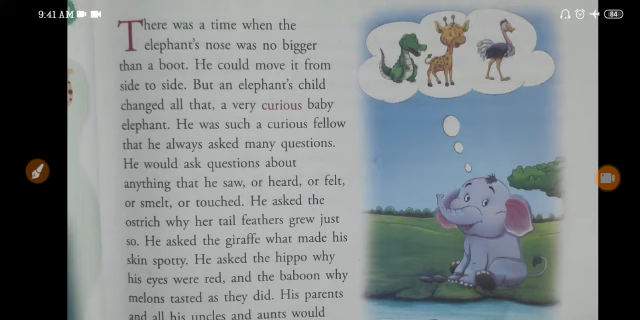 9:41 AM
84
There was a time when the
elephant's nose was no bigger
than a boot. He could move it from
side to side. But an elephant's child
changed all that, a very curious baby
elephant. He was such a curious fellow
that he always asked many questions.
He would ask questions about
anything that he saw, or heard, or felt,
or smelt, or touched. He asked the
ostrich why her tail feathers grew just
so. He asked the giraffe what made his
skin spotty. He asked the hippo why
his eyes were red, and the baboon why
melons tasted as they did. His parents
and all his uncles and aunts would